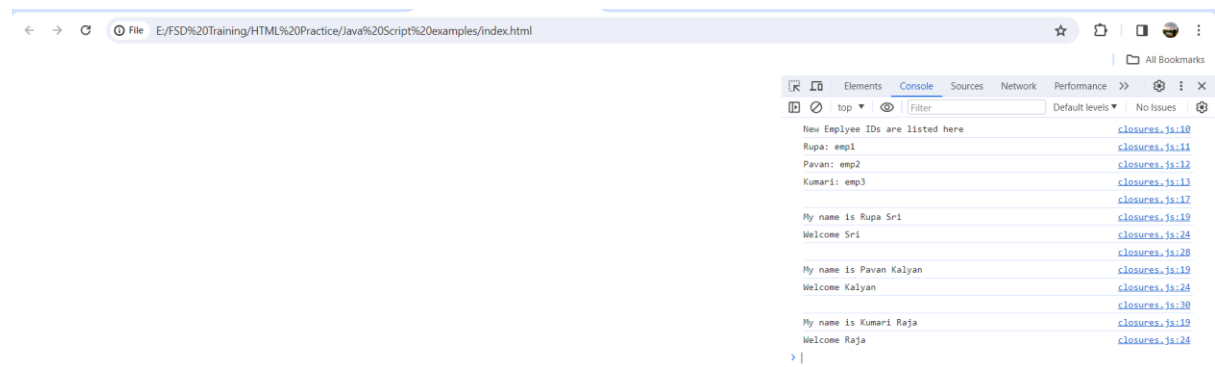 File E:/FSD%20Training/HTML%20Practice/Java%20Script%20examples/index.html
All Bookmarks
Elements Console Sources Network Performance
top Filter Default levels No Issues
New Emplyee IDs are listed here closures.js:10
Rupa: emp1 closures.js:11
Pavan: emp2 closures.js:12
Kumari: emp3 closures.js:13
closures.js:17
My name is Rupa Sri closures.js:19
Welcome Sri closures.js:24
closures.js:28
My name is Pavan Kalyan closures.js:19
Welcome Kalyan closures.js:24
closures.js:30
My name is Kumari Raja closures.js:19
Welcome Raja closures.js:24